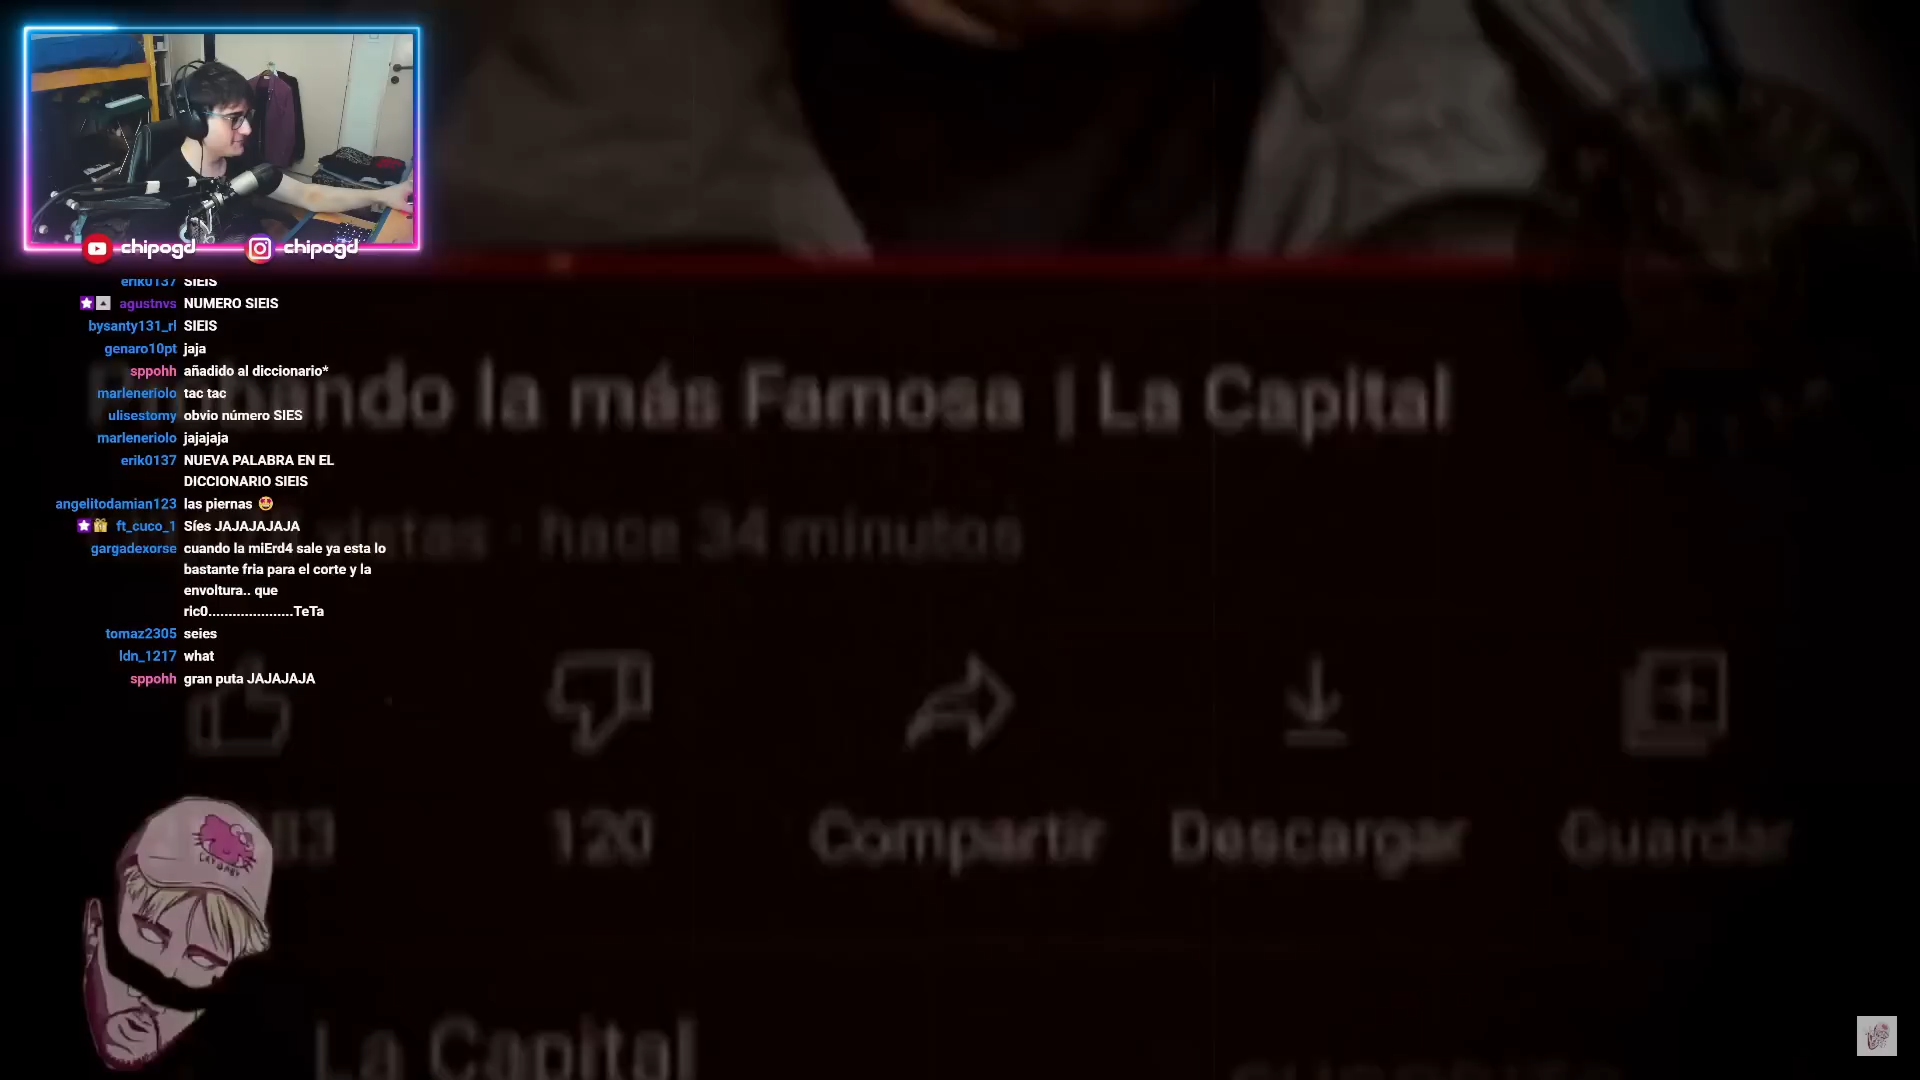 chipogd chipogd
erik0137 SIEIS
agustnvs NUMERO SIEIS
bysanty131_rl SIEIS
genaro10pt jaja
sppohh añadido al diccionario*
marleneriolo tac tac
ulisestomy obvio número SIES
marleneriolo jajajaja
erik0137 NUEVA PALABRA EN EL
DICCIONARIO SIEIS
angelitodamian123 las piernas 🤩
ft_cuco_1 Síes JAJAJAJAJA
gargadexorse cuando la miErd4 sale ya esta lo
bastante fria para el corte y la
envoltura.. que
ric0.....................TeTa
tomaz2305 seies
ldn_1217 what
sppohh gran puta JAJAJAJA
la más Famosa | La Capital
hace 34 minutos
120 Compartir Descargar Guardar
La Capital